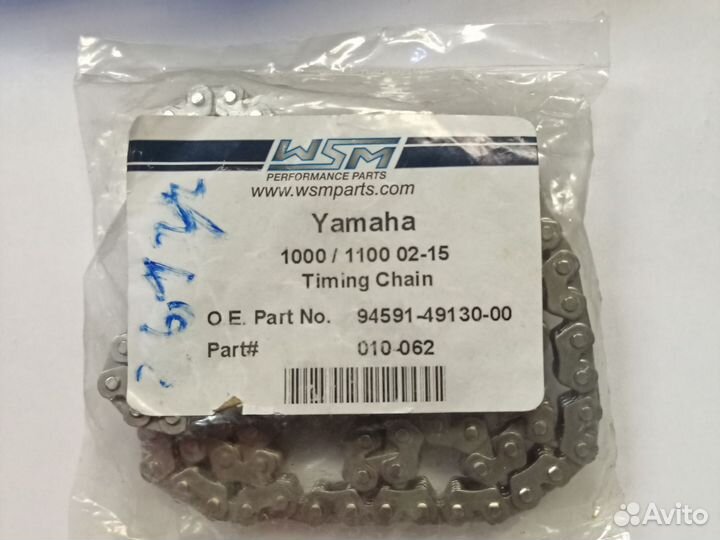 WSM
PERFORMANCE PARTS
www.wsmparts.com
Yamaha
1000 / 1100 02-15
Timing Chain
O.E. Part No. 94591-49130-00
Part# 010-062
Avito